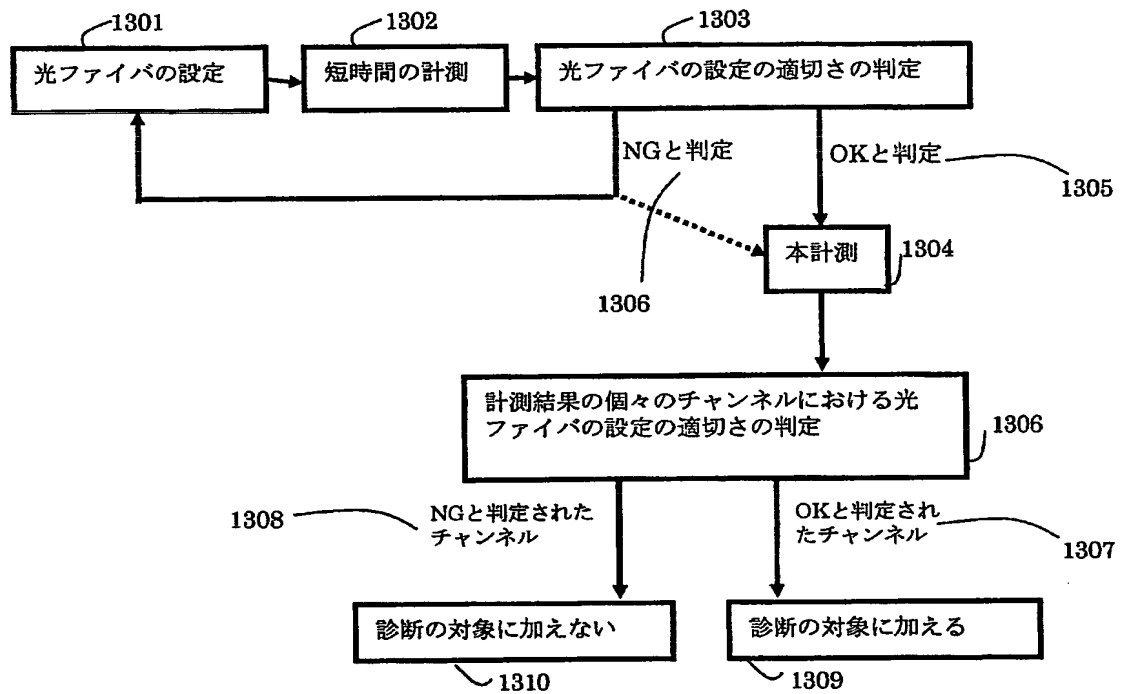 1301
1302
1303
光ファイバの設定
短時間の計測
光ファイバの設定の適切さの判定
NGと判定
OKと判定
1305
1306
本計測
1304
計測結果の個々のチャンネルにおける光
ファイバの設定の適切さの判定
1306
1308
NGと判定された
チャンネル
OKと判定され
たチャンネル
1307
診断の対象に加えない
診断の対象に加える
1310
1309